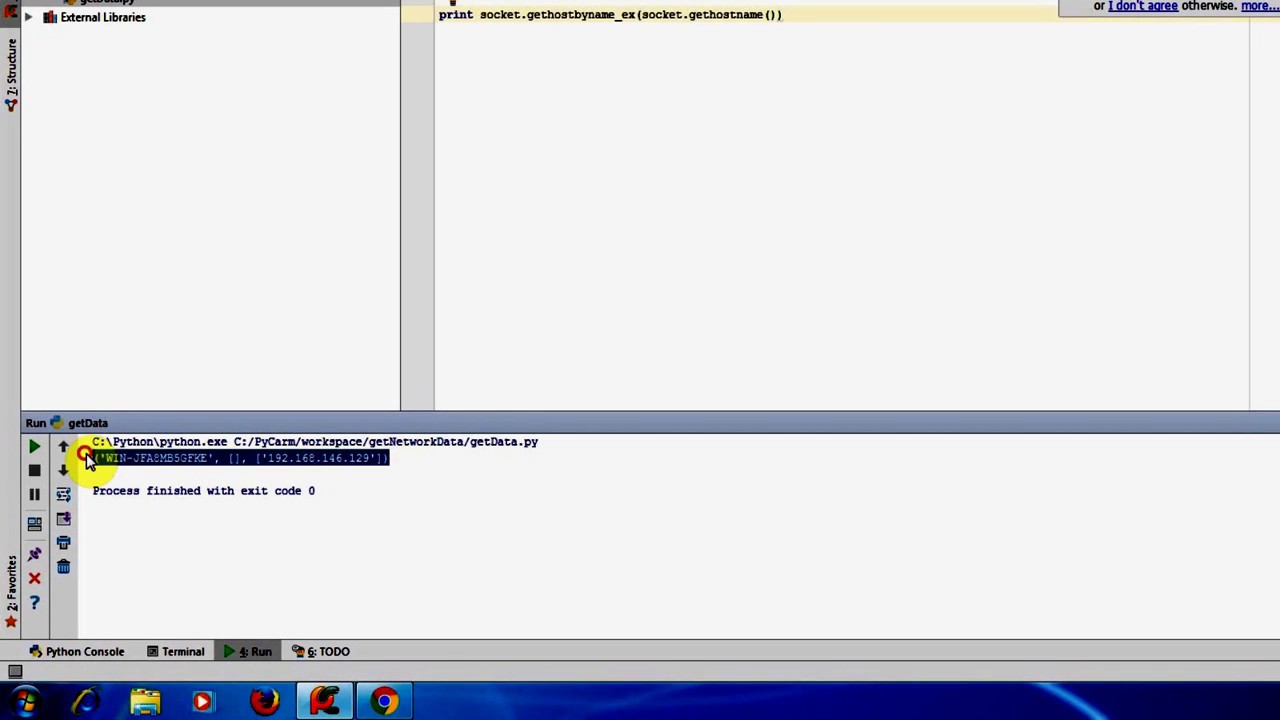 print socket.gethostbyname_ex(socket.gethostname())
or I don't agree otherwise. more...
External Libraries
7: Structure
Run getData
C:\Python\python.exe C:/PyCarm/workspace/getNetworkData/getData.py
('WIN-JFA8MB5GFKE', [], ['192.168.146.129'])
Process finished with exit code 0
2: Favorites
?
Python Console
Terminal
4: Run
6: TODO